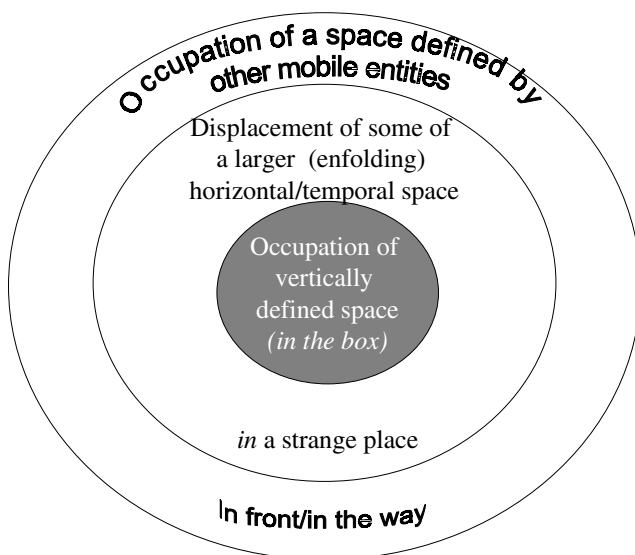 Occupation of a space defined by
other mobile entities
Displacement of some of
a larger (enfolding)
horizontal/temporal space
Occupation of
vertically
defined space
(in the box)
in a strange place
In front/in the way